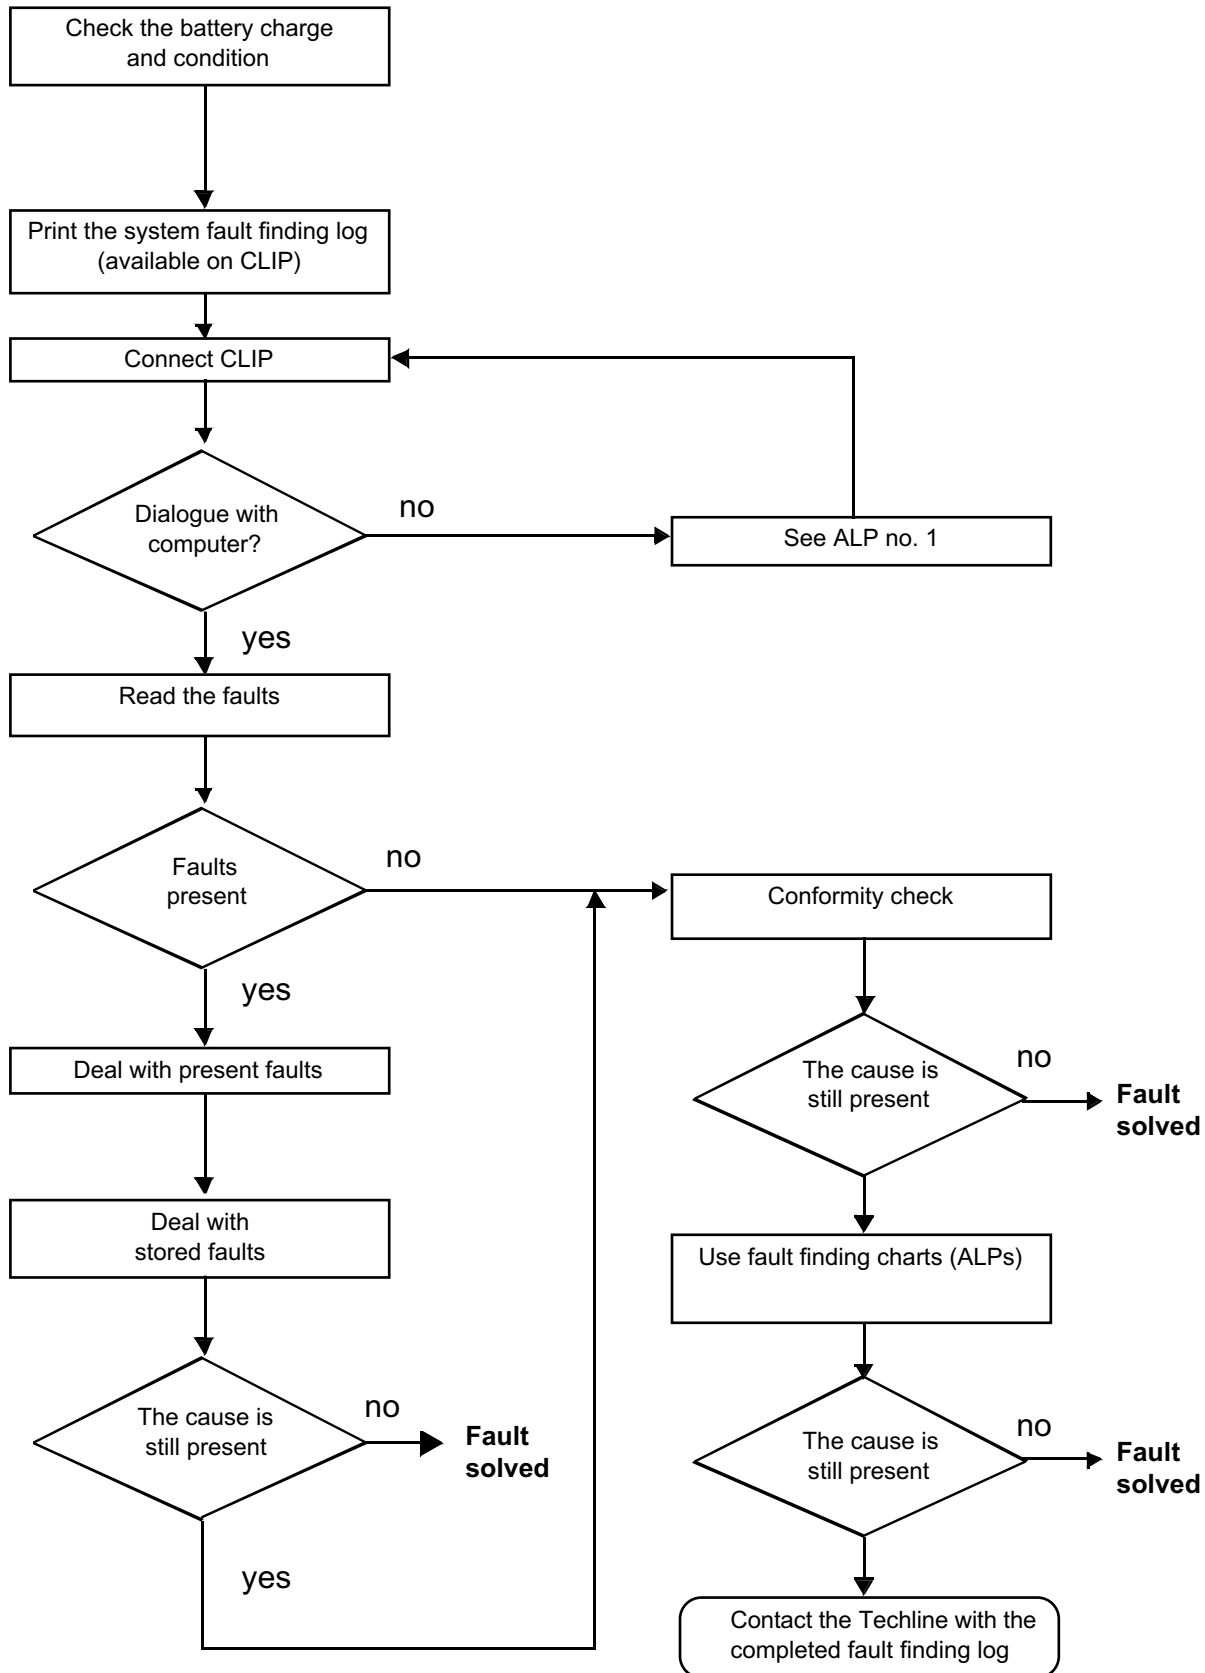 Check the battery charge
and condition
Print the system fault finding log
(available on CLIP)
Connect CLIP
Dialogue with
computer?
no
See ALP no. 1
yes
Read the faults
Faults
present
no
Conformity check
yes
Deal with present faults
The cause is
still present
no
Fault
solved
Deal with
stored faults
Use fault finding charts (ALPs)
The cause is
still present
no
Fault
solved
The cause is
still present
no
Fault
solved
yes
Contact the Techline with the
completed fault finding log